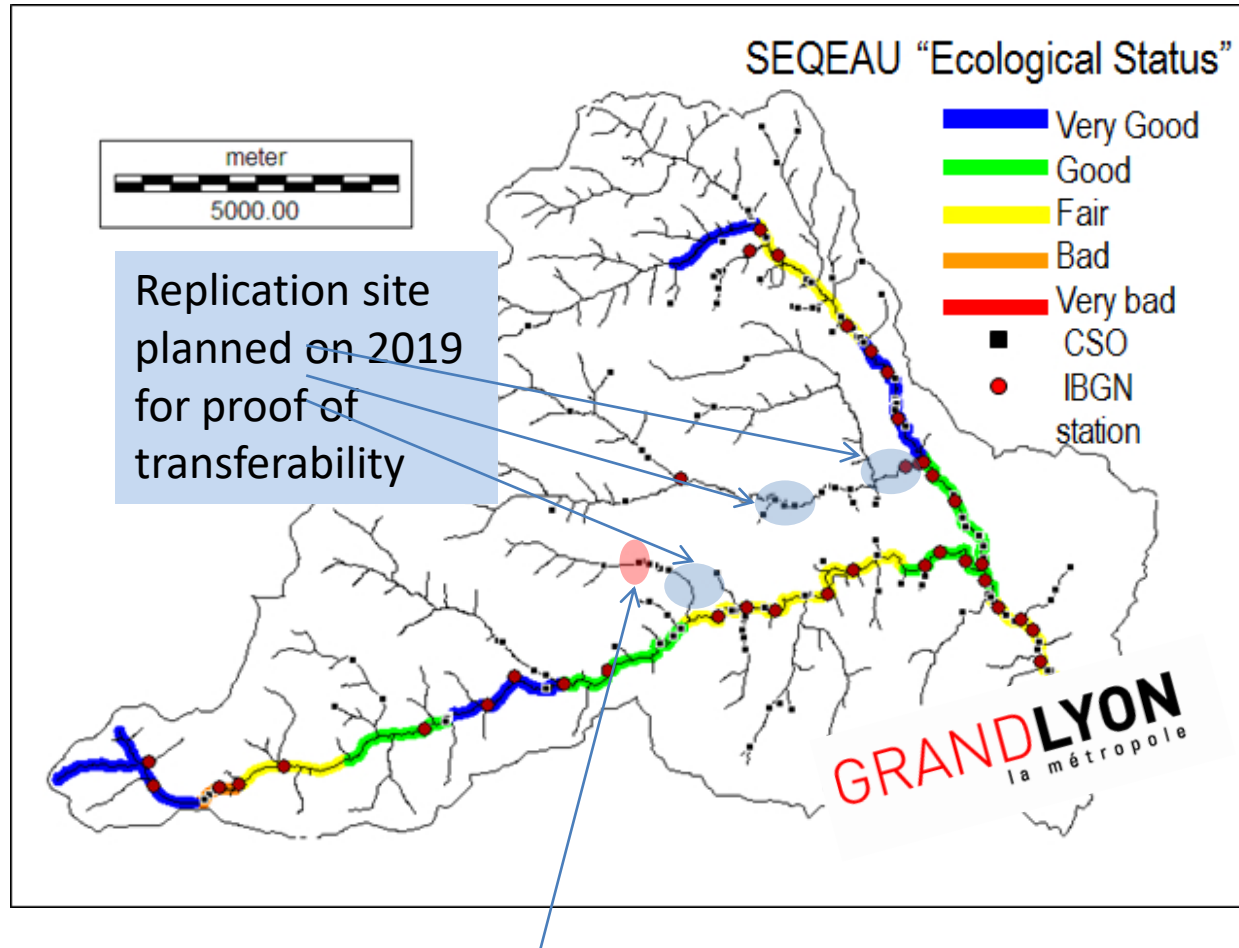 SEQEAU “Ecological Status”
Very Good
Good
Fair
Bad
Very bad
CSO
IBGN
station
meter
5000.00
Replication site
planned on 2019
for proof of
transferability
GRANDLYON
la métropole